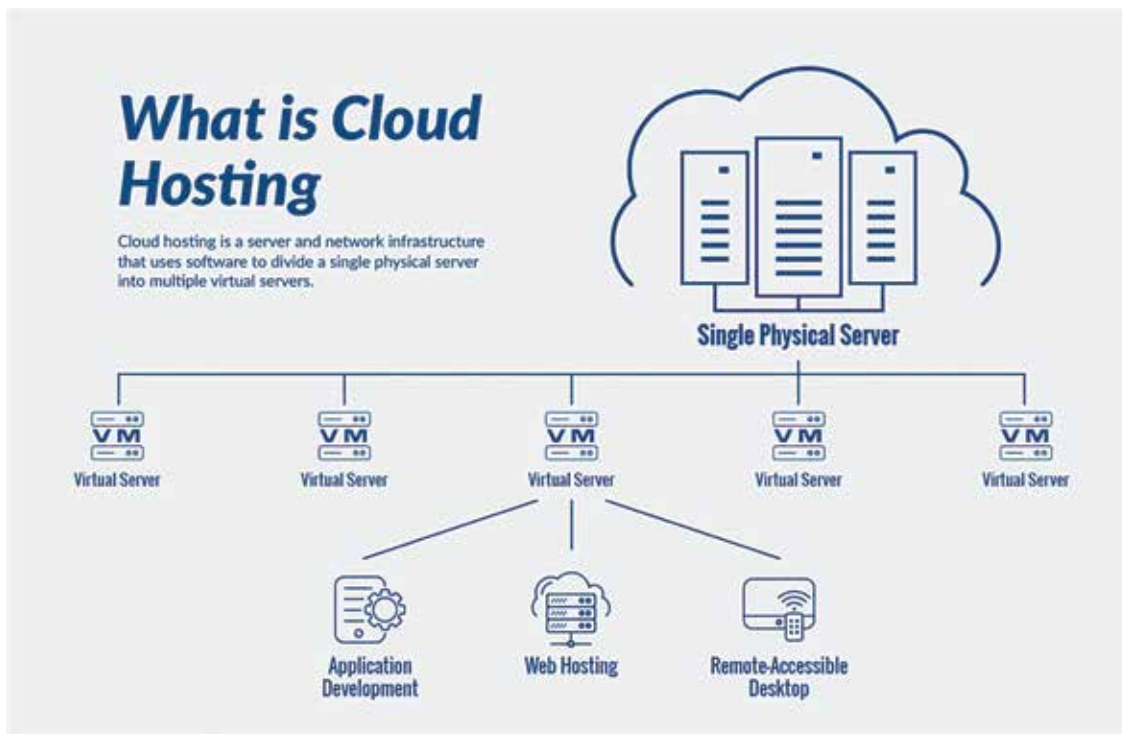 What is Cloud
Hosting
Cloud hosting is a server and network infrastructure
that uses software to divide a single physical server
into multiple virtual servers.
Single Physical Server
VM VM VM VM VM
Virtual Server Virtual Server Virtual Server Virtual Server Virtual Server
Application
Development
Web Hosting
Remote-Accessible
Desktop